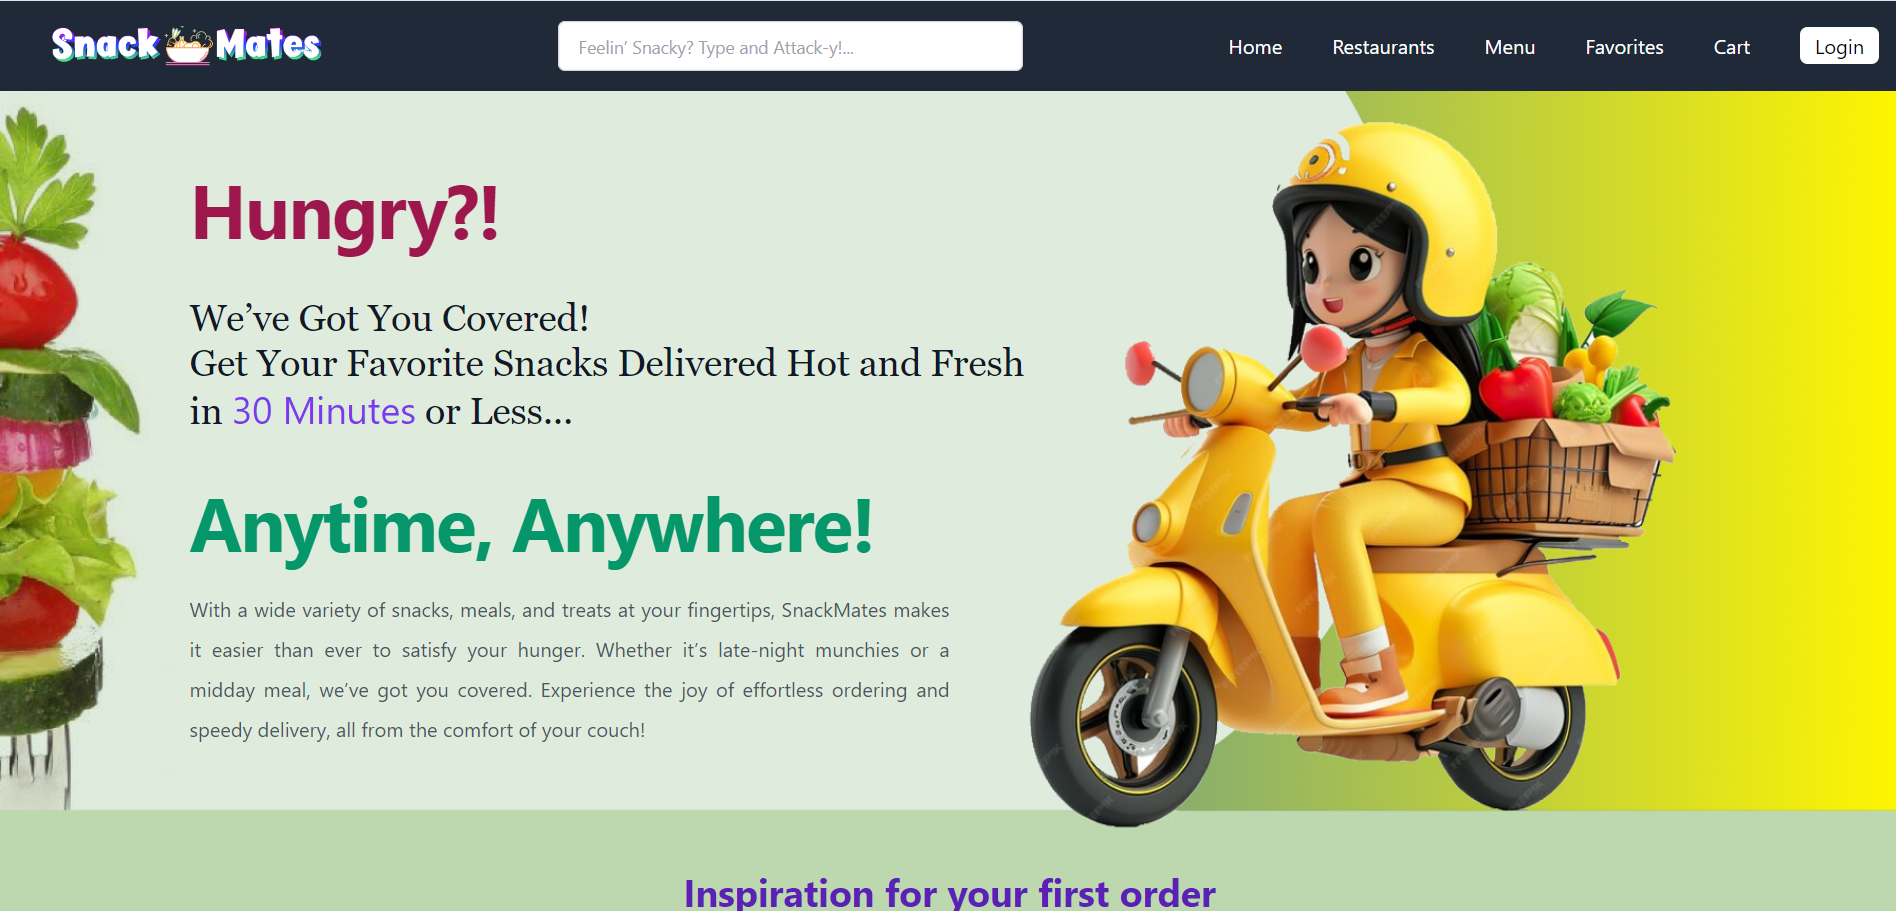 Snack Mates
Feelin’ Snacky? Type and Attack-y!...
Home
Restaurants
Menu
Favorites
Cart
Login
Hungry?!
We’ve Got You Covered!
Get Your Favorite Snacks Delivered Hot and Fresh
in 30 Minutes or Less...
Anytime, Anywhere!
With a wide variety of snacks, meals, and treats at your fingertips, SnackMates makes
it easier than ever to satisfy your hunger. Whether it’s late-night munchies or a
midday meal, we’ve got you covered. Experience the joy of effortless ordering and
speedy delivery, all from the comfort of your couch!
Inspiration for your first order